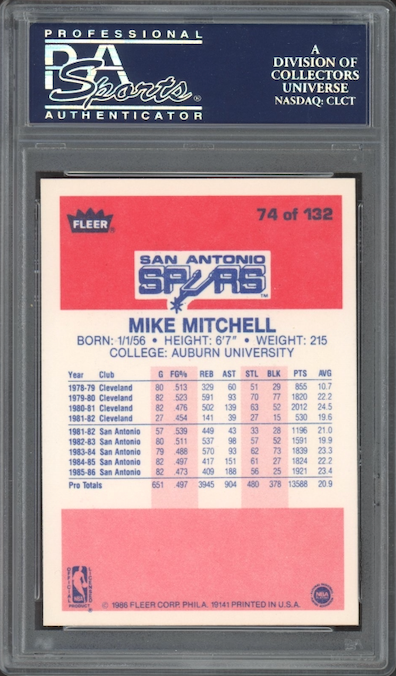 PROFESSIONAL
PSA
Sports®
AUTHENTICATOR
A
DIVISION OF
COLLECTORS
UNIVERSE
NASDAQ: CLCT
FLEER®
74 of 132
SAN ANTONIO
SPURS™
MIKE MITCHELL
BORN: 1/1/56 • HEIGHT: 6'7" • WEIGHT: 215
COLLEGE: AUBURN UNIVERSITY
Year Club G FG% REB AST STL BLK PTS AVG
1978-79 Cleveland 80 .513 329 60 51 29 855 10.7
1979-80 Cleveland 82 .523 591 93 70 77 1820 22.2
1980-81 Cleveland 82 .476 502 139 63 52 2012 24.5
1981-82 Cleveland 27 .454 141 39 27 15 530 19.6
1981-82 San Antonio 57 .539 449 43 33 28 1196 21.0
1982-83 San Antonio 80 .511 537 98 57 52 1591 19.9
1983-84 San Antonio 79 .488 570 93 62 73 1839 23.3
1984-85 San Antonio 82 .497 417 151 61 27 1824 22.2
1985-86 San Antonio 82 .473 409 188 56 25 1921 23.4
Pro Totals 651 .497 3945 904 480 378 13588 20.9
OFFICIAL LICENSED
NBA
PRODUCT
NBA
© 1986 FLEER CORP. PHILA. 19141 PRINTED IN U.S.A.